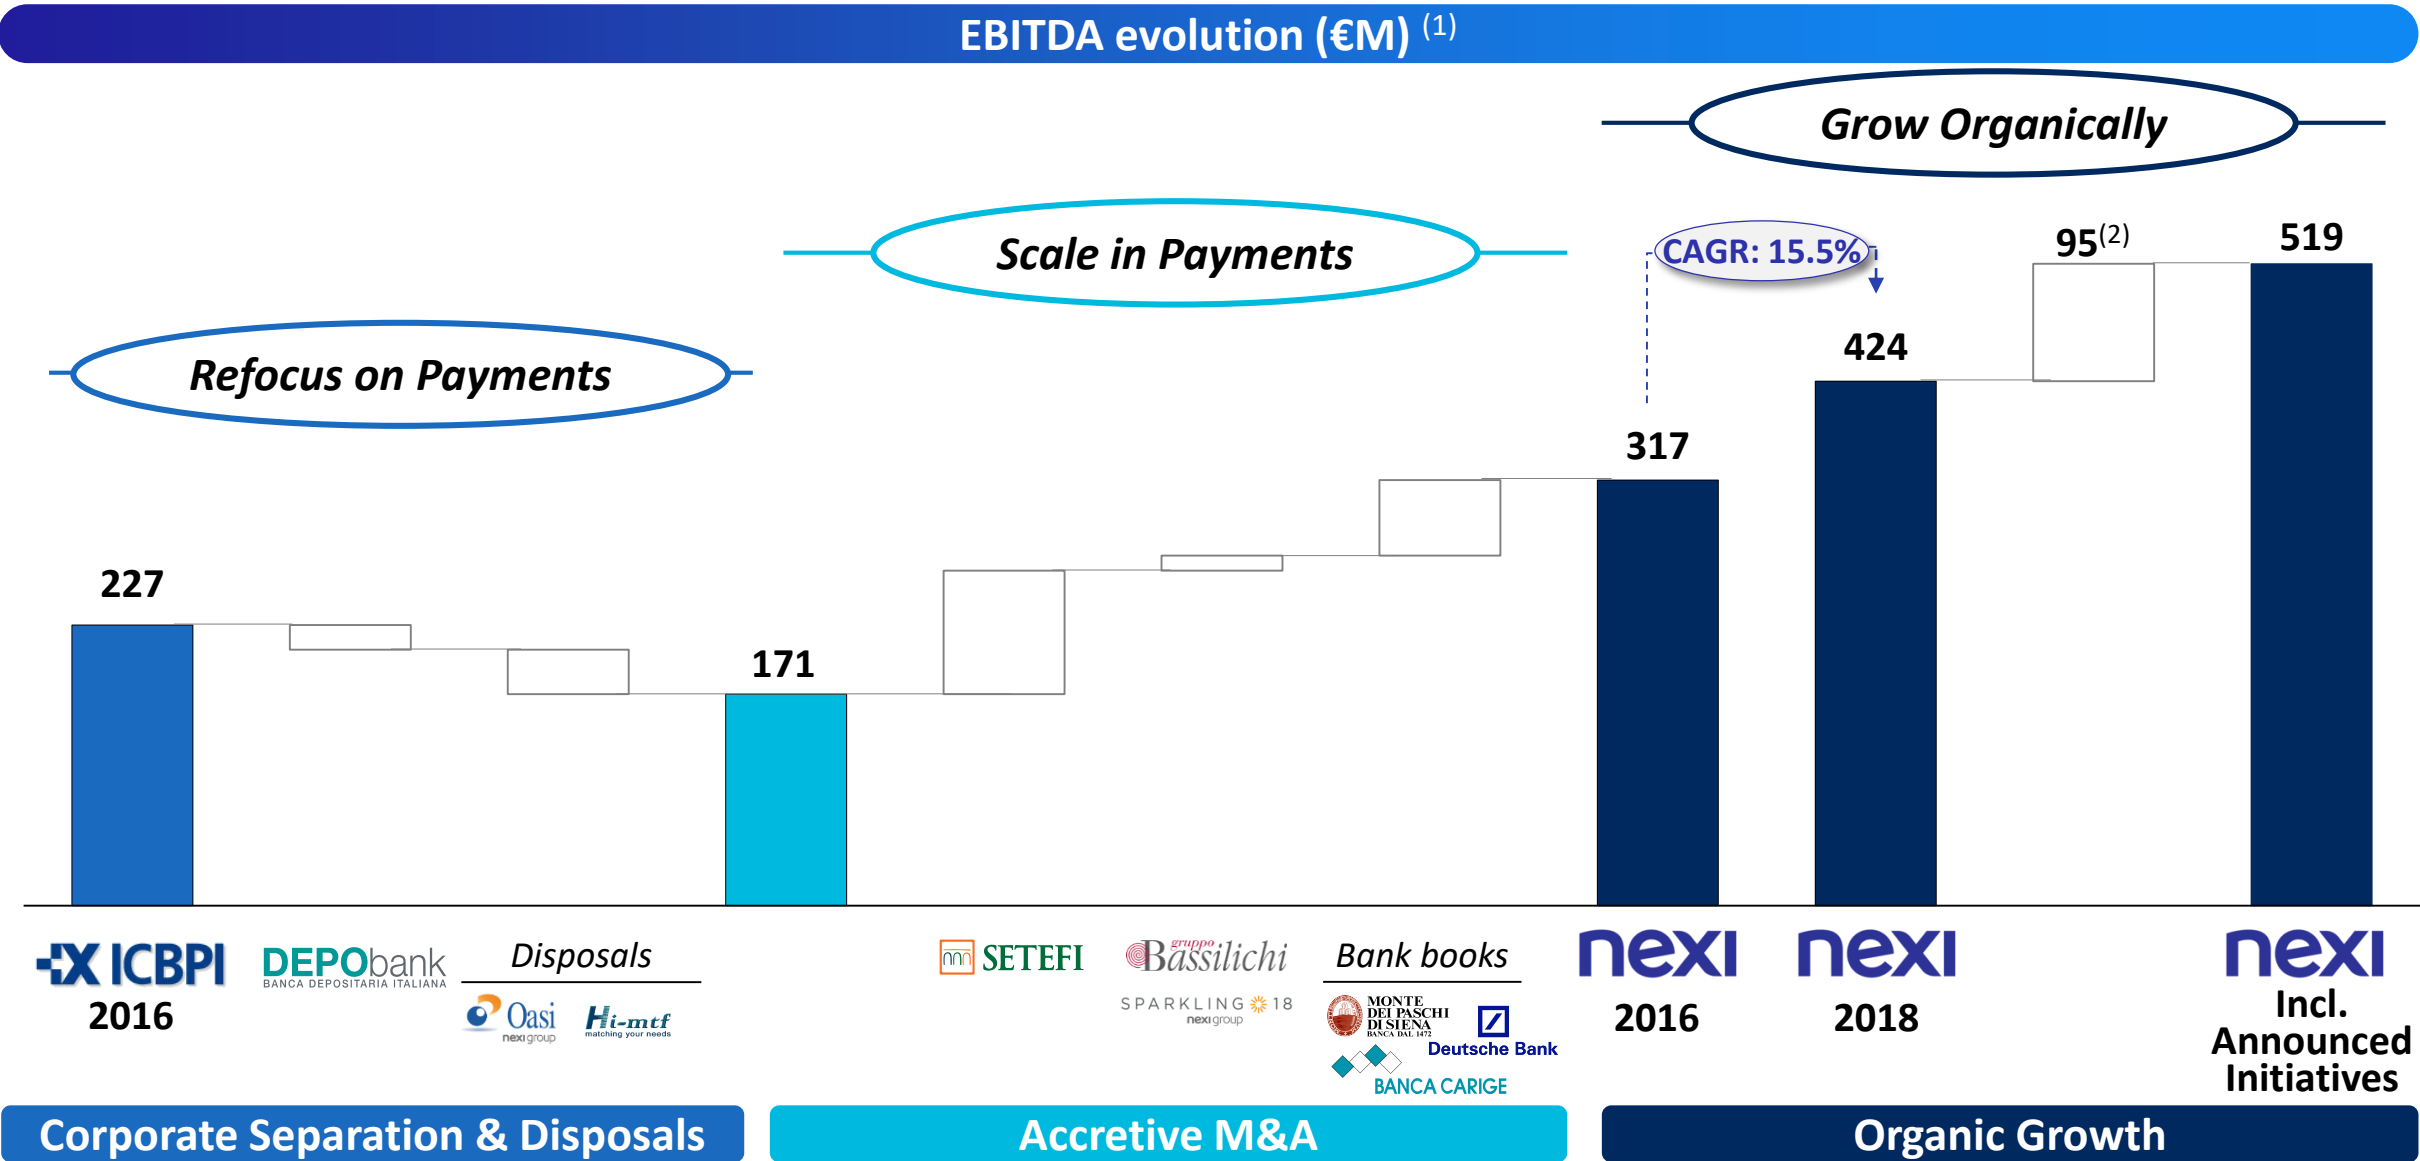 EBITDA evolution (€M) (1)
Grow Organically
Scale in Payments
Refocus on Payments
CAGR: 15.5%
95(2)
519
424
317
227
171
ICBPI
2016
DEPObank
BANCA DEPOSITARIA ITALIANA
Disposals
Oasi
nexi group
Hi-mtf
matching your needs
SETEFI
gruppo
Bassilichi
SPARKLING 18
nexi group
Bank books
MONTE
DEI PASCHI
DI SIENA
BANCA DAL 1472
Deutsche Bank
BANCA CARIGE
nexi
2016
nexi
2018
nexi
Incl.
Announced
Initiatives
Corporate Separation & Disposals
Accretive M&A
Organic Growth